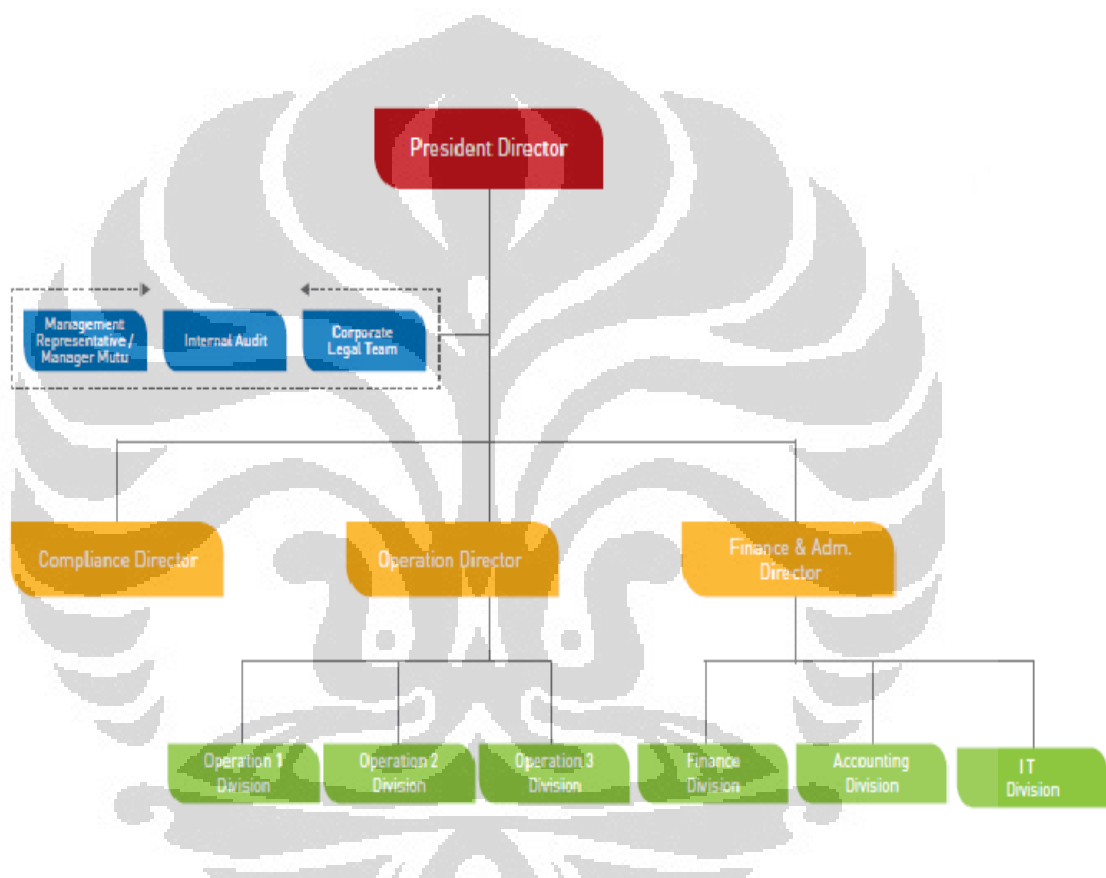 President Director
Management
Representative /
Manager Mutu
Internal Audit
Corporate
Legal Team
Compliance Director
Operation Director
Finance & Adm.
Director
Operation 1
Division
Operation 2
Division
Operation 3
Division
Finance
Division
Accounting
Division
IT
Division